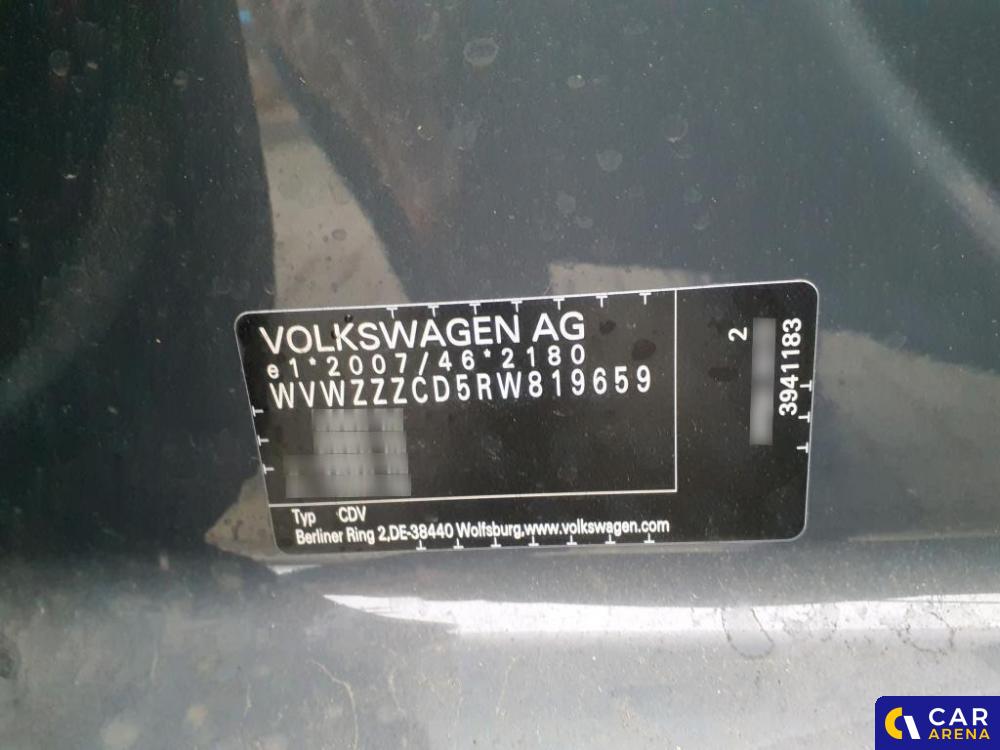 VOLKSWAGEN AG
e1*2007/46*2180
WVWZZZCD5RW819659
Typ CDV
Berliner Ring 2,DE-38440 Wolfsburg,www.volkswagen.com
2
3941183
CAR
ARENA